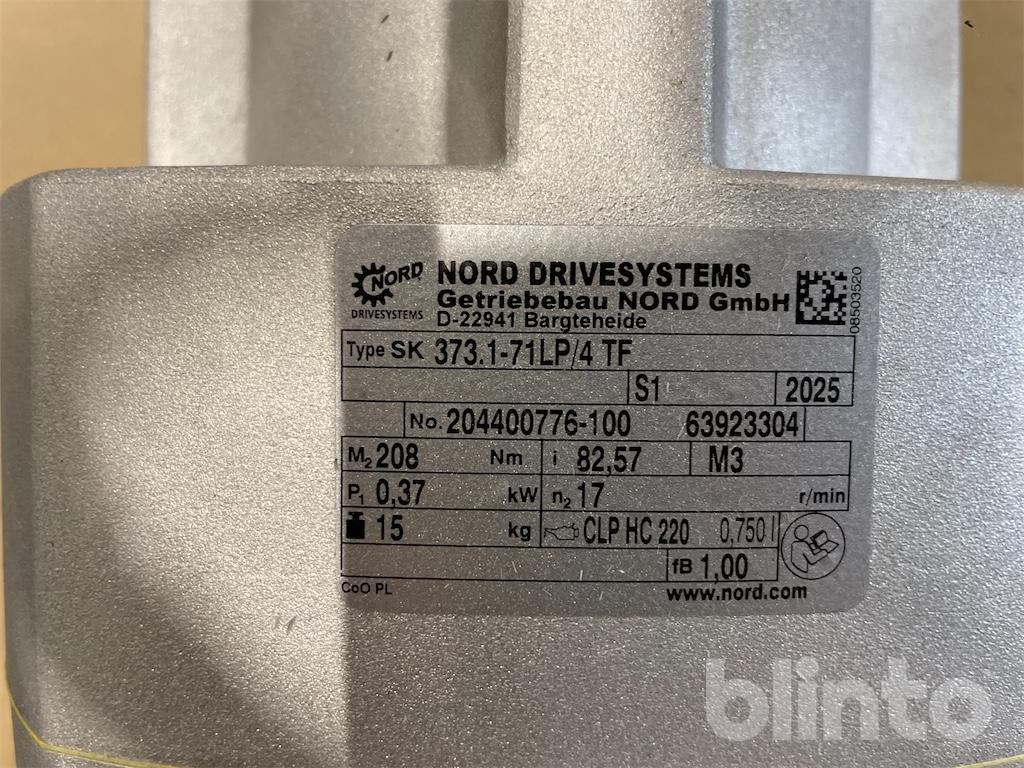 NORD
DRIVESYSTEMS
NORD DRIVESYSTEMS
Getriebebau NORD GmbH
D-22941 Bargteheide
08503520
Type SK 373.1-71LP/4 TF
S1 2025
No. 204400776-100 63923304
M2 208 Nm i 82,57 M3
P1 0,37 kW n2 17 r/min
15 kg CLP HC 220 0,750 l
fB 1,00
CoO PL www.nord.com
blinto